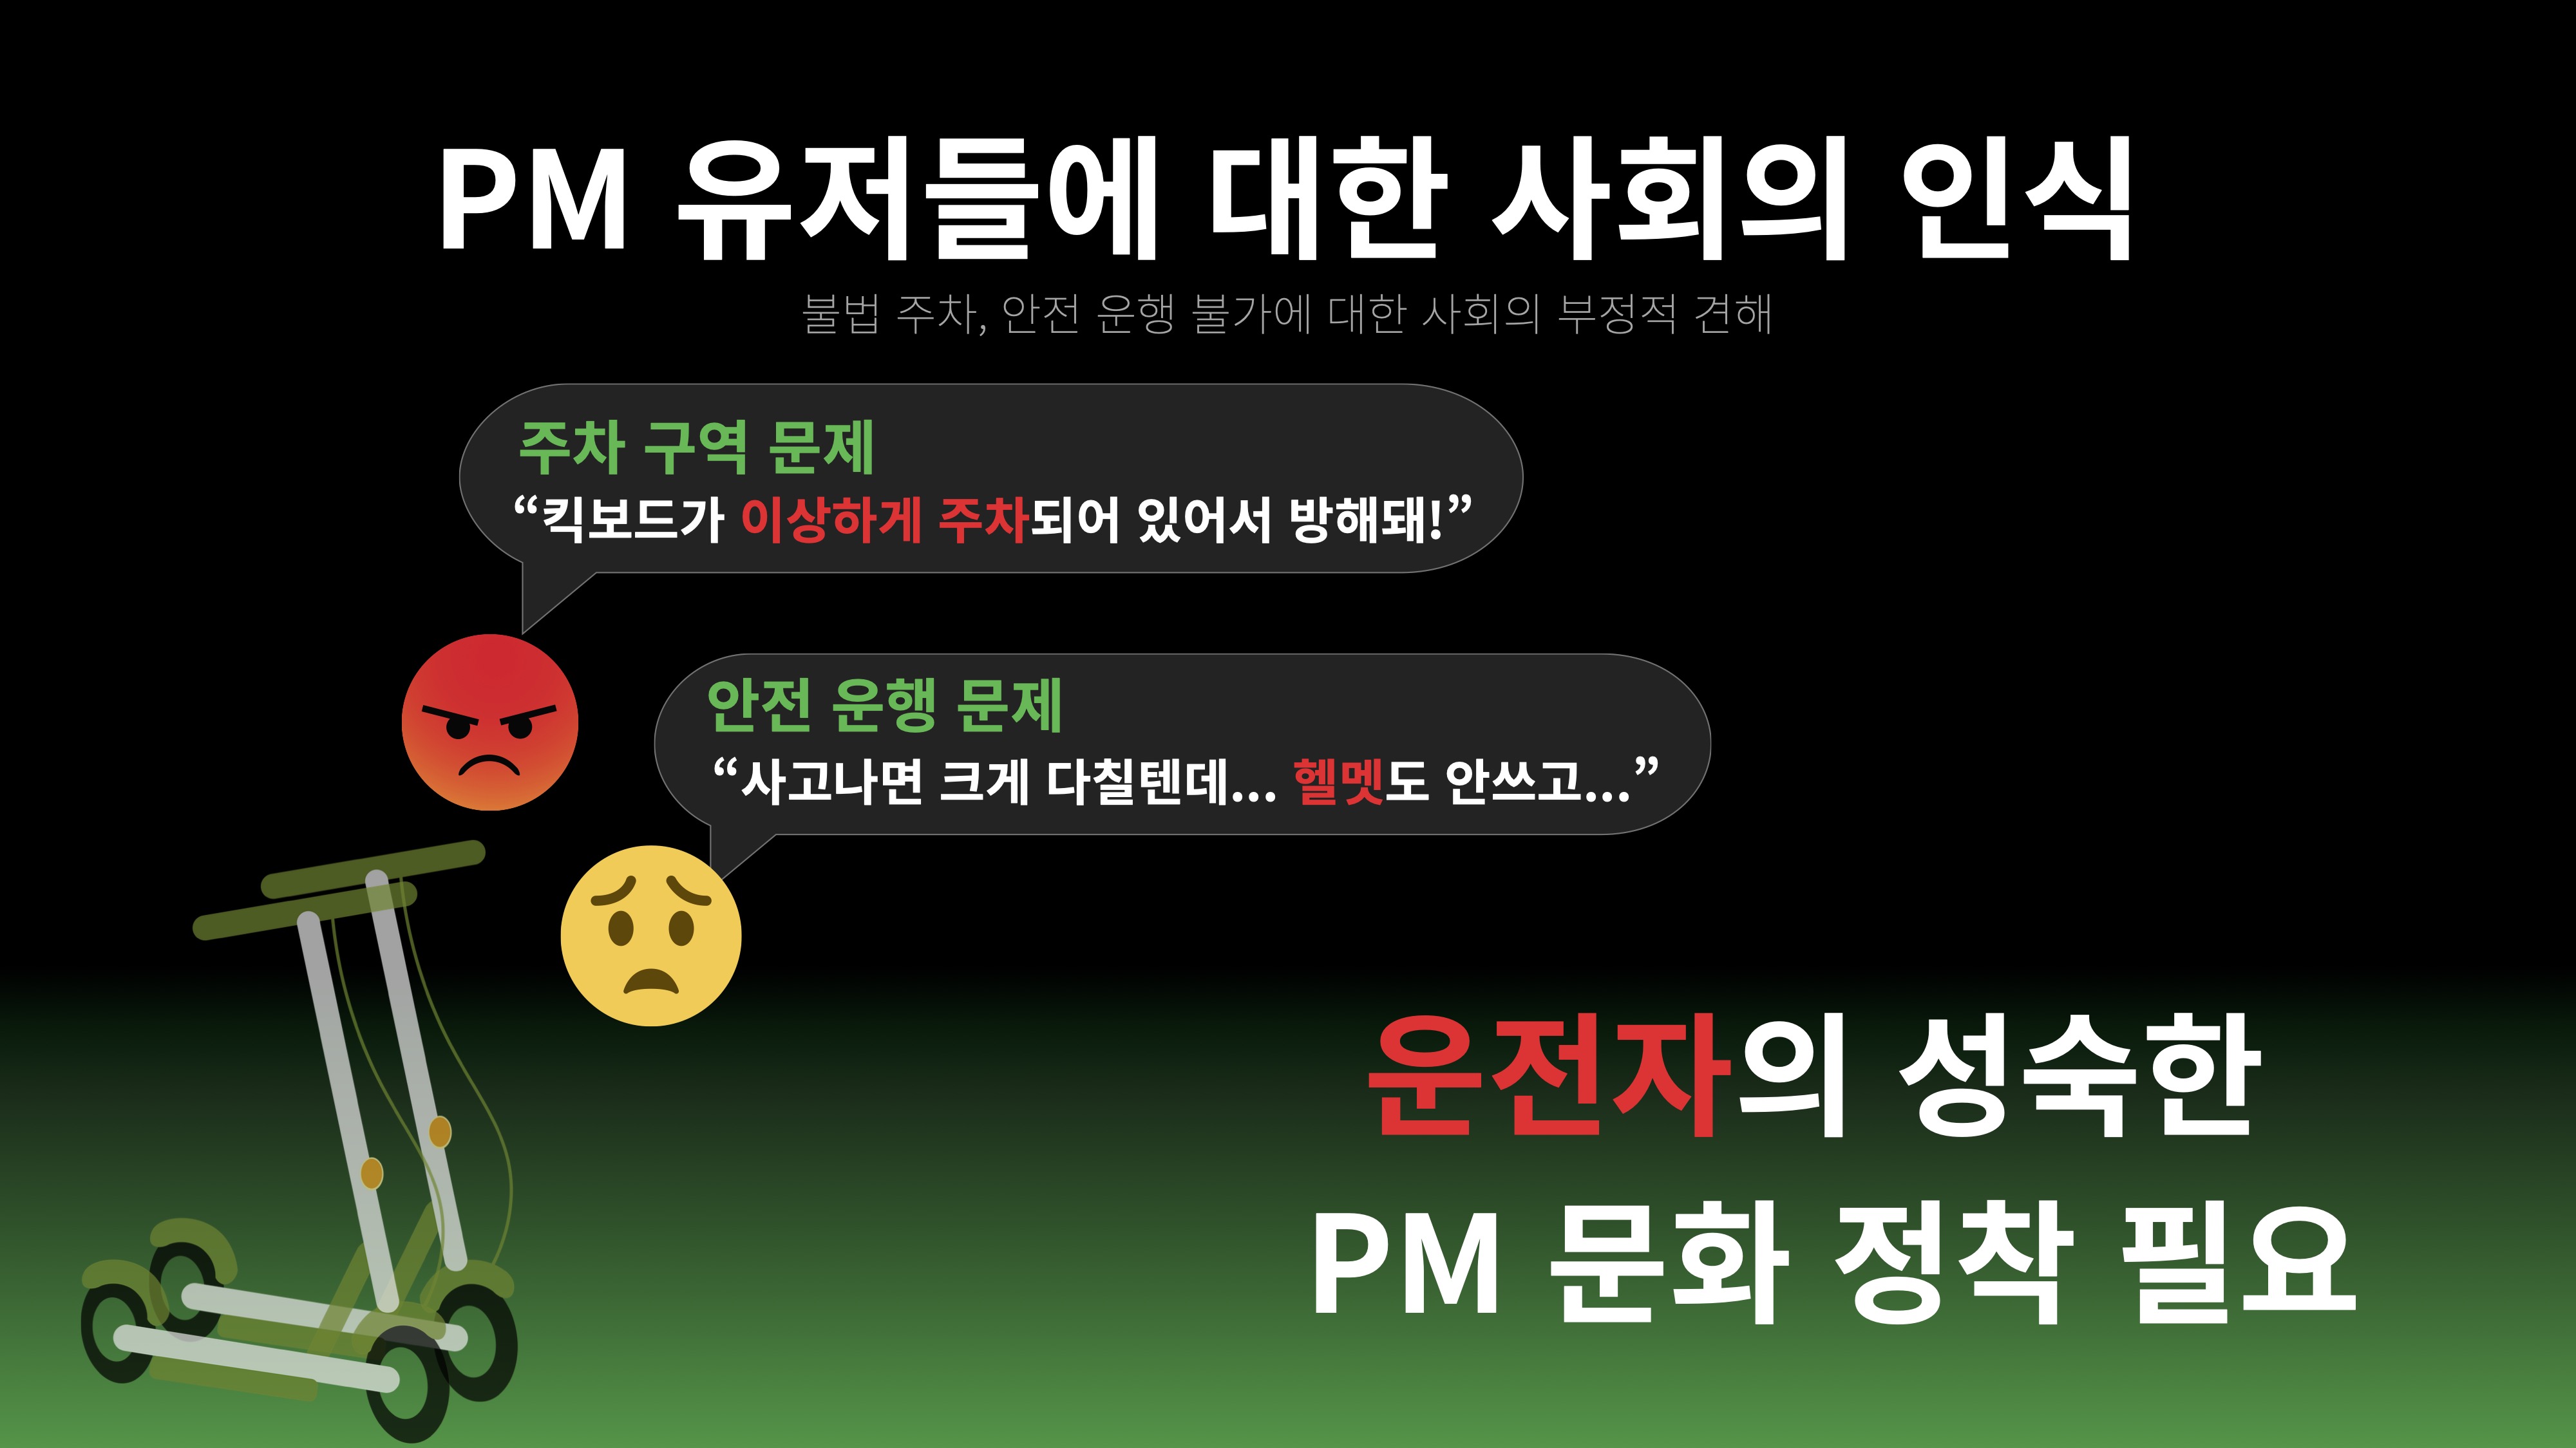 PM 유저들에 대한 사회의 인식
불법 주차, 안전 운행 불가에 대한 사회의 부정적 견해
주차 구역 문제
“킥보드가 이상하게 주차되어 있어서 방해돼!”
안전 운행 문제
“사고나면 크게 다칠텐데... 헬멧도 안쓰고...”
운전자의 성숙한
PM 문화 정착 필요